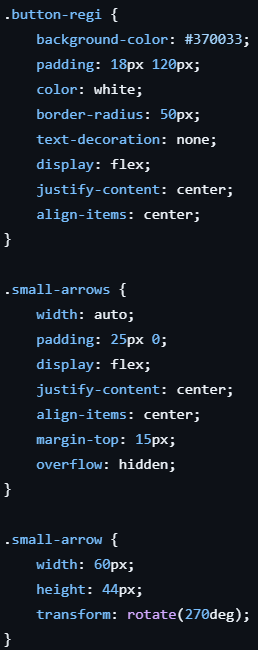 .button-regi {
    background-color: #370033;
    padding: 18px 120px;
    color: white;
    border-radius: 50px;
    text-decoration: none;
    display: flex;
    justify-content: center;
    align-items: center;
}

.small-arrows {
    width: auto;
    padding: 25px 0;
    display: flex;
    justify-content: center;
    align-items: center;
    margin-top: 15px;
    overflow: hidden;
}

.small-arrow {
    width: 60px;
    height: 44px;
    transform: rotate(270deg);
}